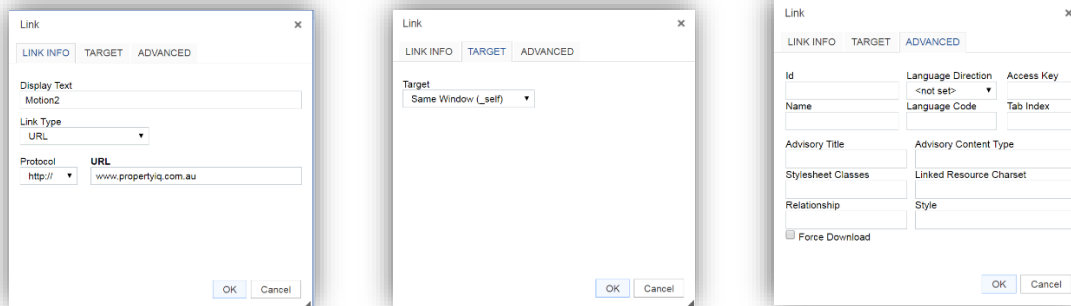 Link ×
LINK INFO TARGET ADVANCED
Display Text
Motion2
Link Type
URL
Protocol URL
http:// www.propertyiq.com.au
OK Cancel
Link ×
LINK INFO TARGET ADVANCED
Target
Same Window (_self)
OK Cancel
Link ×
LINK INFO TARGET ADVANCED
Id Language Direction Access Key
<not set>
Name Language Code Tab Index
Advisory Title Advisory Content Type
Stylesheet Classes Linked Resource Charset
Relationship Style
Force Download
OK Cancel